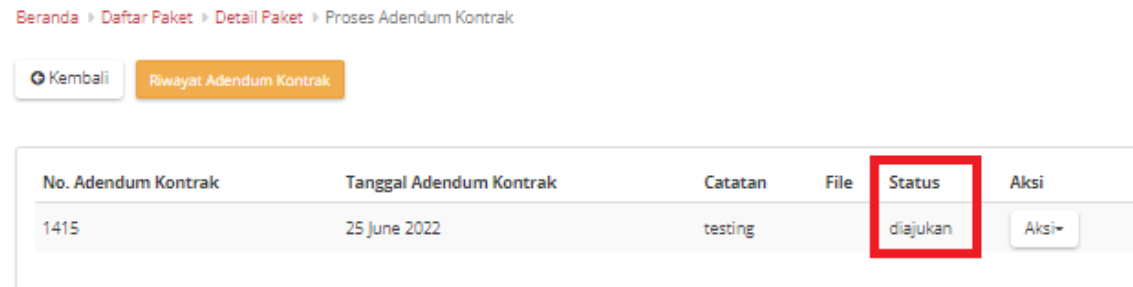 Beranda Daftar Paket Detail Paket Proses Adendum Kontrak
Kembali Riwayat Adendum Kontrak
No. Adendum Kontrak Tanggal Adendum Kontrak Catatan File Status Aksi
1415 25 June 2022 testing diajukan Aksi